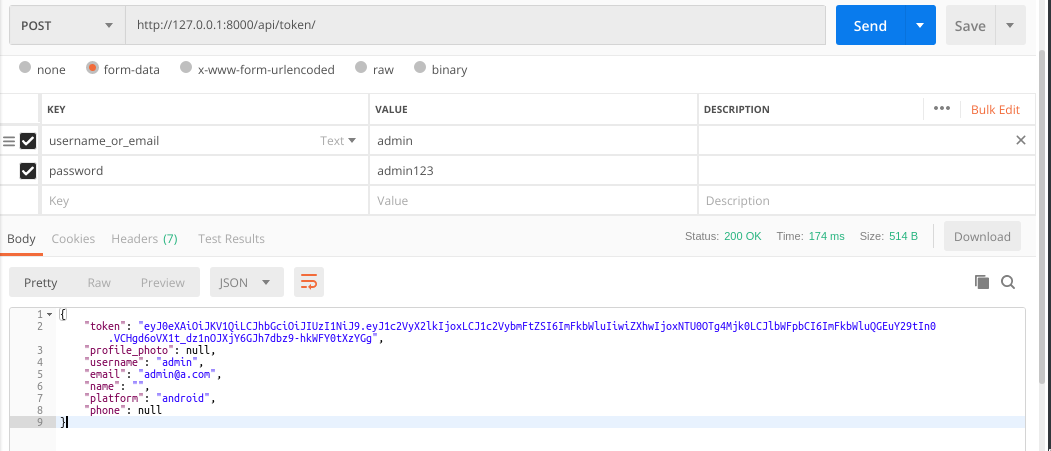 POST http://127.0.0.1:8000/api/token/ Send Save
none form-data x-www-form-urlencoded raw binary
KEY VALUE DESCRIPTION ••• Bulk Edit
username_or_email Text admin
password admin123
Key Value Description
Body Cookies Headers (7) Test Results Status: 200 OK Time: 174 ms Size: 514 B Download
Pretty Raw Preview JSON
1 {
2 "token": "eyJ0eXAiOiJKV1QiLCJhbGciOiJIUzI1NiJ9.eyJ1c2VyX2lkIjoxLCJ1c2VybmFtZSI6ImFkbWluIiwiZXhwIjoxNTU0OTg4Mjk0LCJlbWFpbCI6ImFkbWluQGEuY29tIn0
.VCHgd6oVX1t_dz1nOJXjY6GJh7dbz9-hkWFY0tXzYGg",
3 "profile_photo": null,
4 "username": "admin",
5 "email": "admin@a.com",
6 "name": "",
7 "platform": "android",
8 "phone": null
9 }